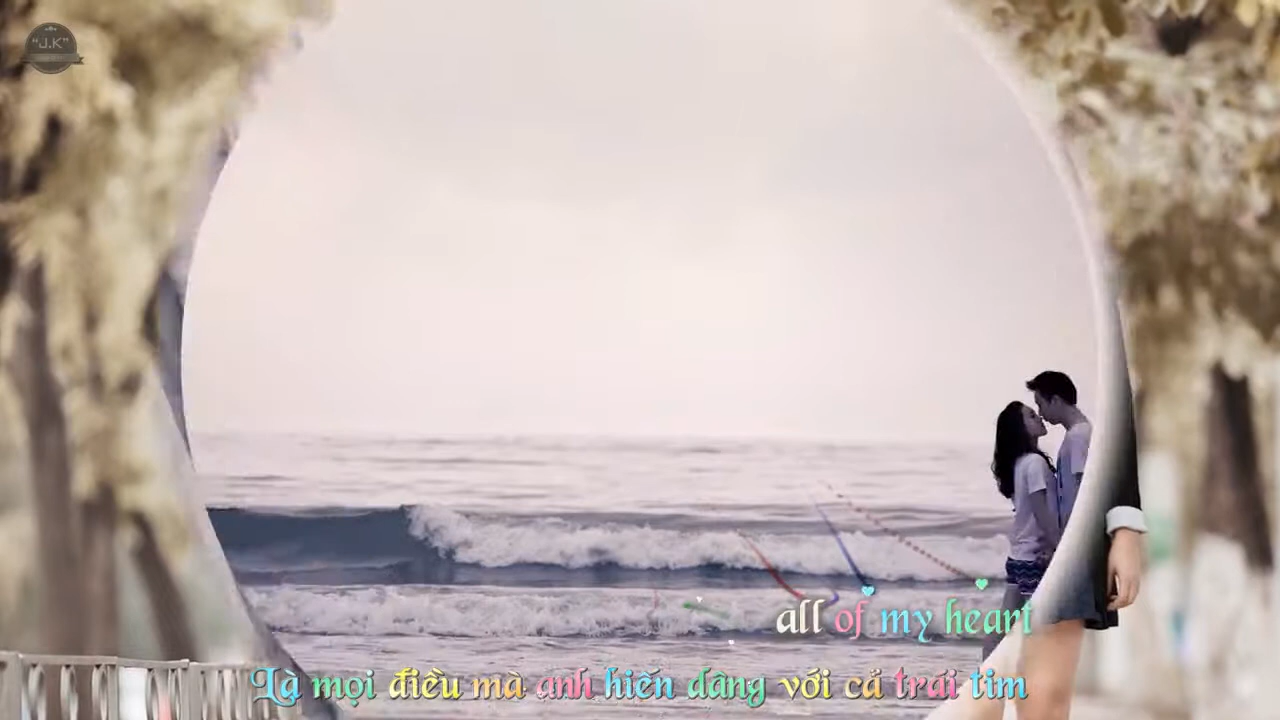 "J.K"
all of my heart
Là mọi điều mà anh hiến dâng với cả trái tim